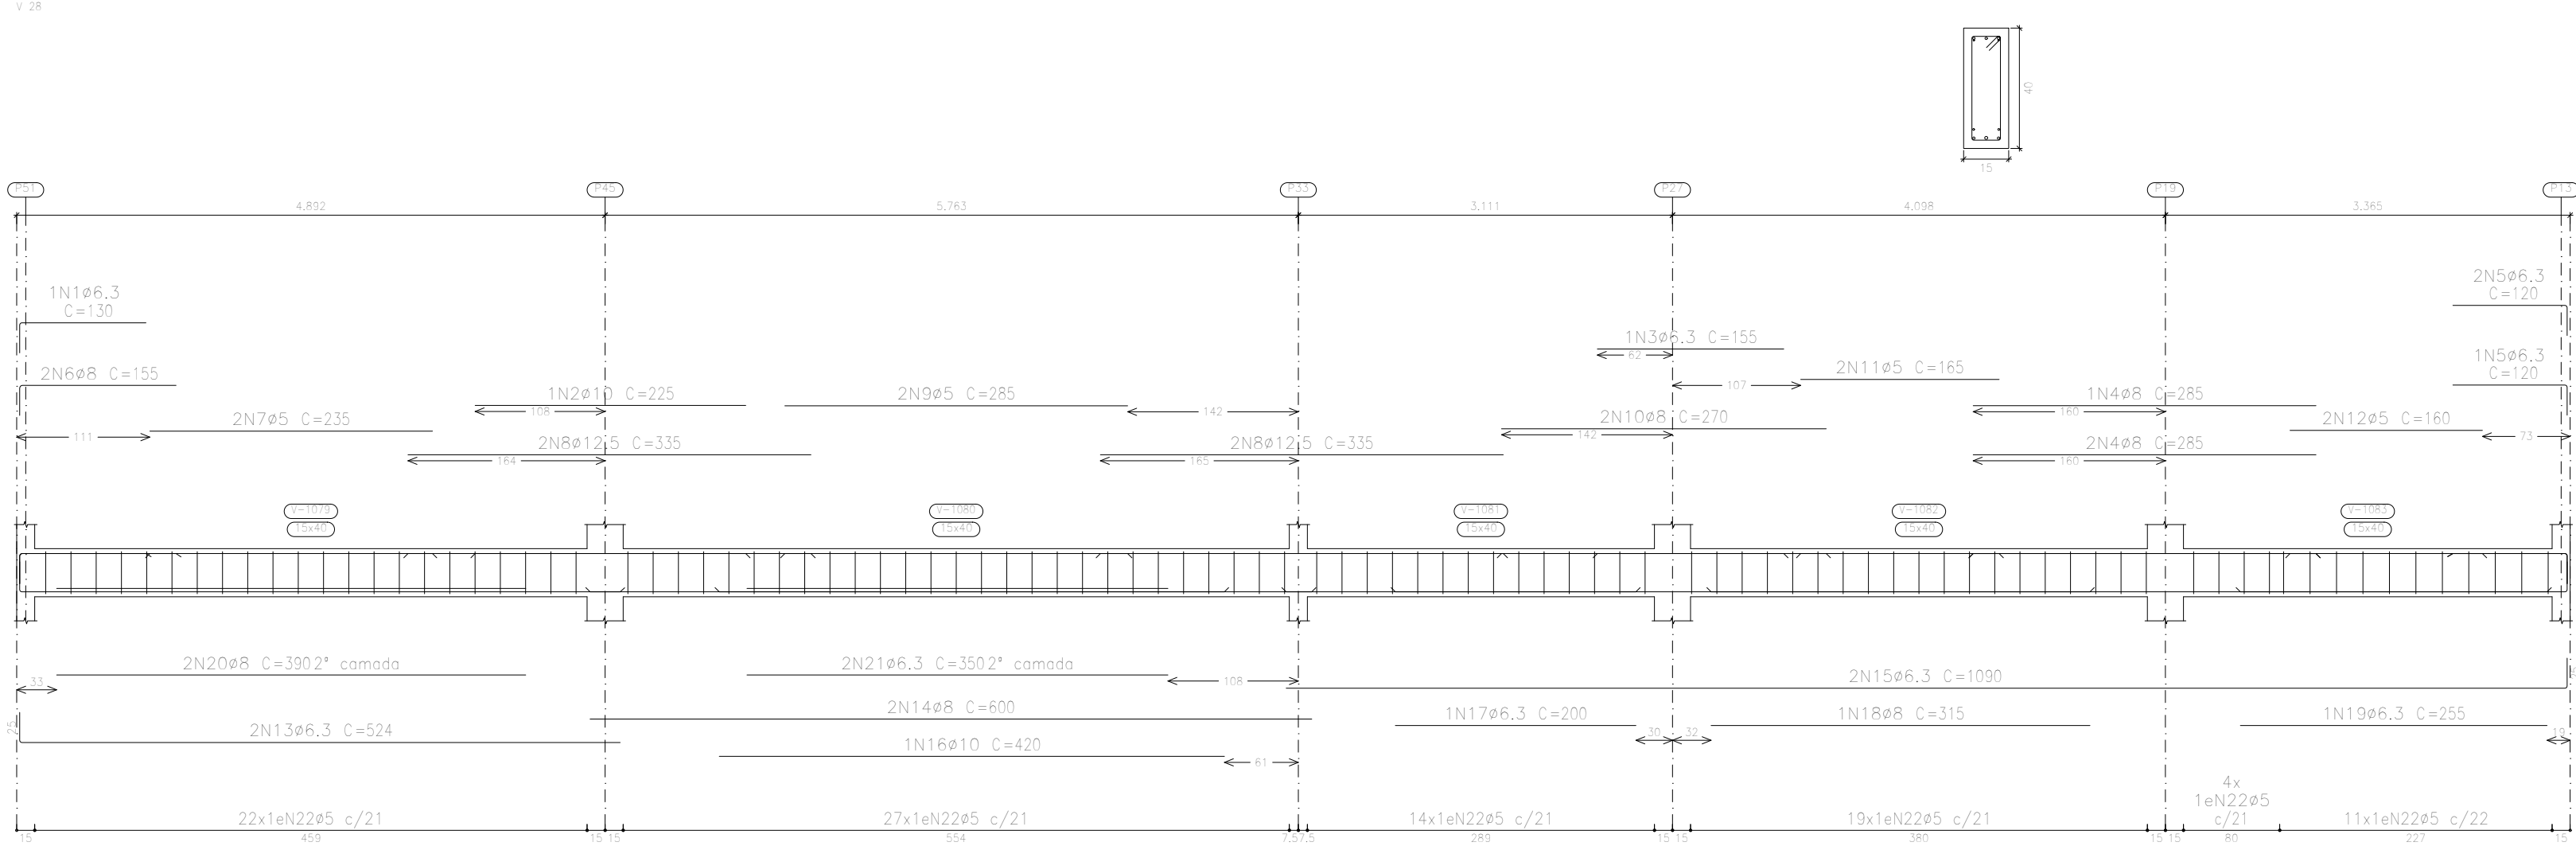 V 28
40
15
P51
P45
P33
P27
P19
P13
4.892
5.763
3.111
4.098
3.365
1N1ø6.3
C=130
2N5ø6.3
C=120
1N3ø6.3 C=155
62
2N6ø8 C=155
1N5ø6.3
C=120
2N11ø5 C=165
107
1N2ø10 C=225
108
2N9ø5 C=285
142
1N4ø8 C=285
160
2N7ø5 C=235
111
2N10ø8 C=270
142
2N12ø5 C=160
73
2N8ø12.5 C=335
164
2N8ø12.5 C=335
165
2N4ø8 C=285
160
V-1079
15x40
V-1080
15x40
V-1081
15x40
V-1082
15x40
V-1083
15x40
2N20ø8 C=390 2ª camada
33
2N21ø6.3 C=350 2ª camada
108
2N15ø6.3 C=1090
2N14ø8 C=600
1N17ø6.3 C=200
30
32
1N18ø8 C=315
1N19ø6.3 C=255
19
25
2N13ø6.3 C=524
1N16ø10 C=420
61
22x1eN22ø5 c/21
27x1eN22ø5 c/21
14x1eN22ø5 c/21
19x1eN22ø5 c/21
4x
1eN22ø5
c/21
11x1eN22ø5 c/22
15
459
15 15
554
7.57.5
289
15 15
380
15 15
80
227
15